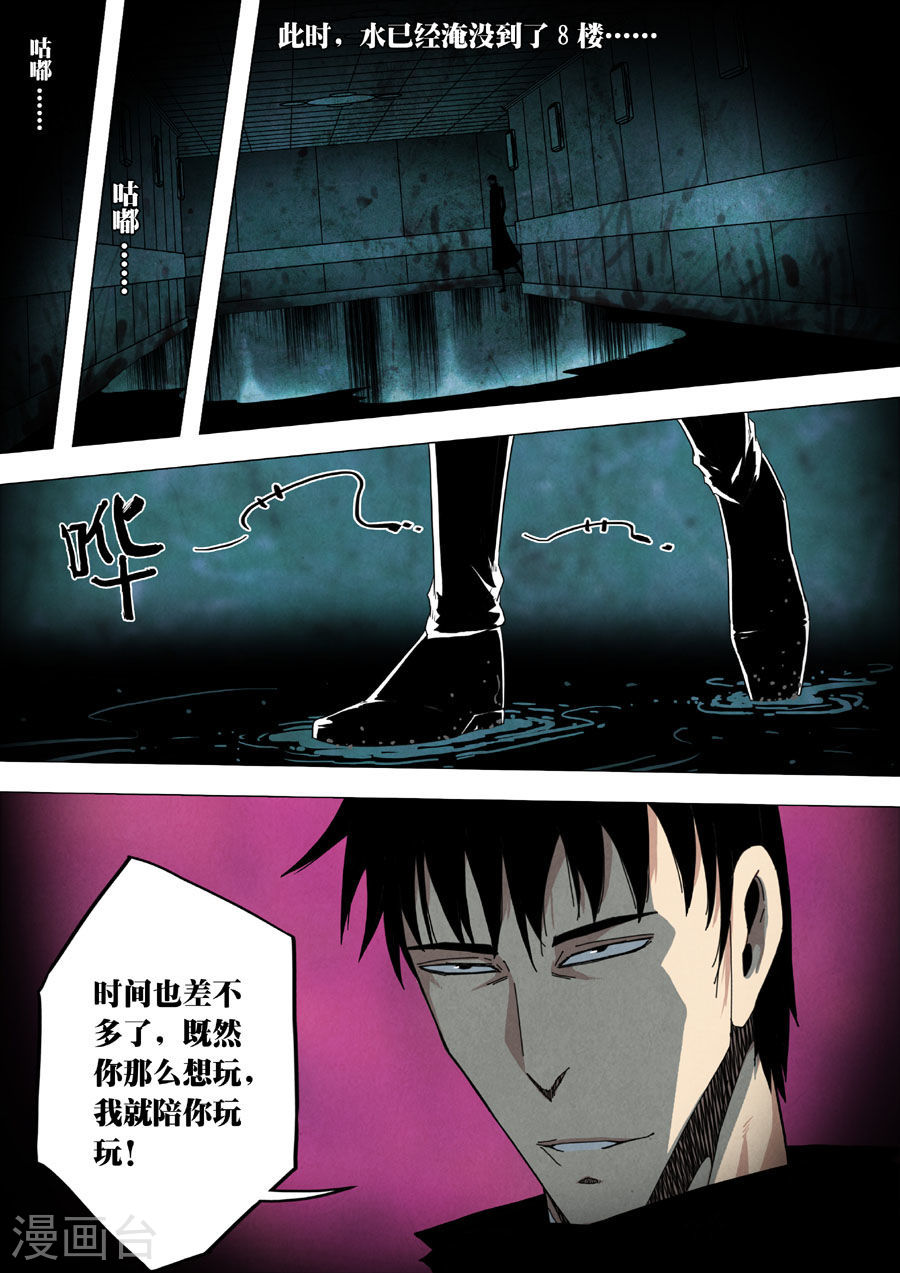 此时，水已经淹没到了8楼……
咕嘟……
咕嘟……
哗
时间也差不
多了，既然
你那么想玩，
我就陪你玩
玩！
漫画台